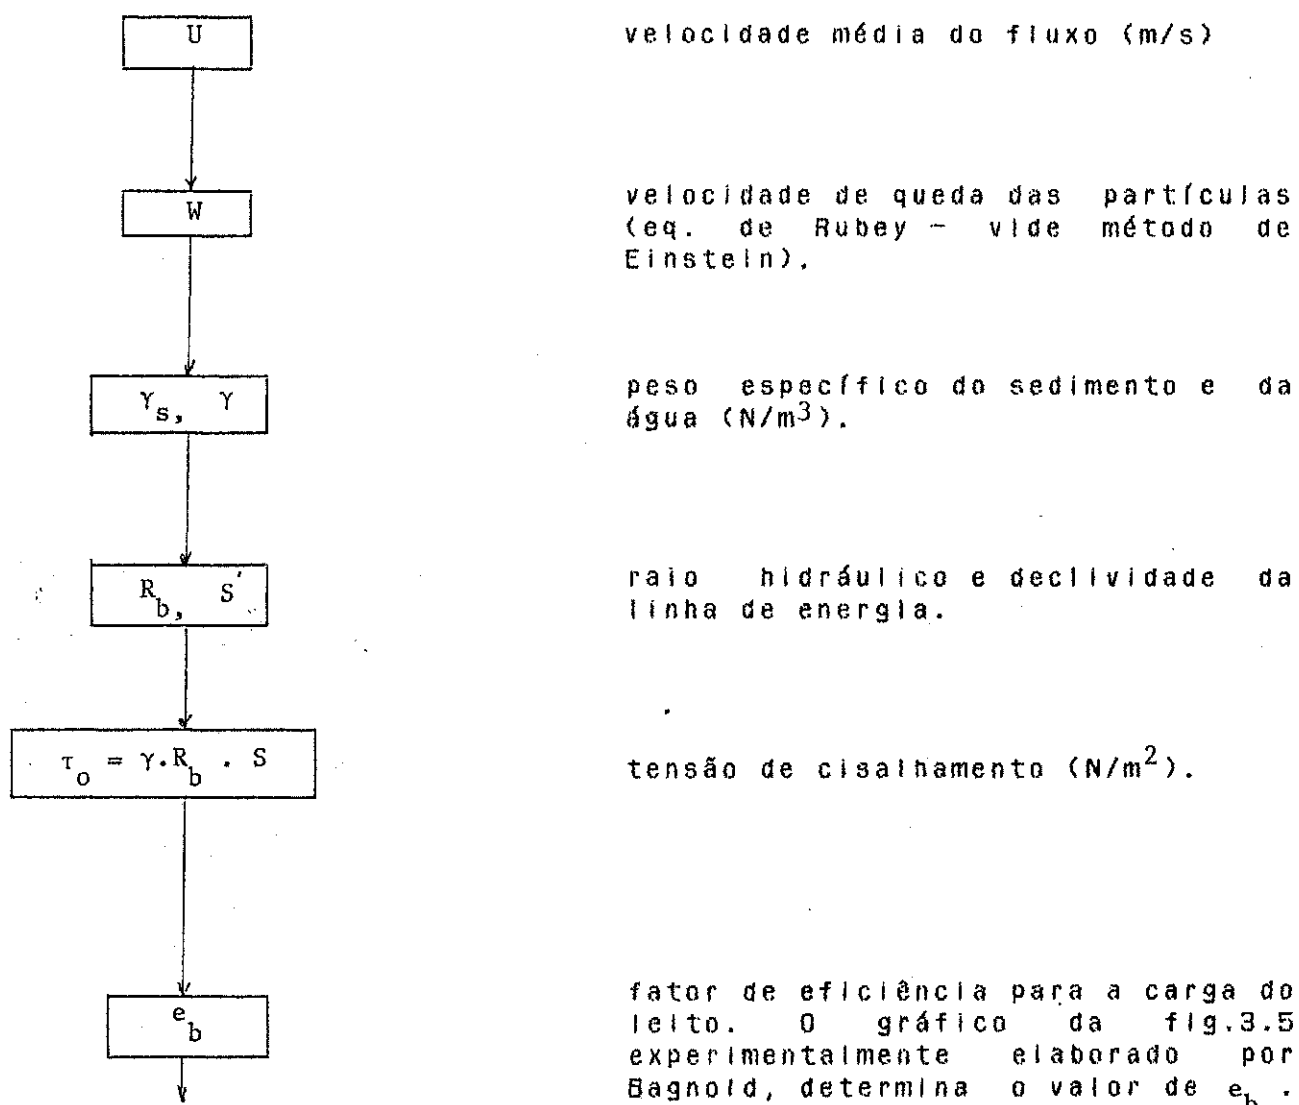 U
velocidade média do fluxo (m/s)
W
velocidade de queda das partículas
(eq. de Rubey - vide método de
Einstein).
γs, γ
peso específico do sedimento e da
água (N/m³).
Rb, S
raio hidráulico e declividade da
linha de energia.
τo = γ.Rb . S
tensão de cisalhamento (N/m²).
eb
fator de eficiência para a carga do
leito. O gráfico da fig.3.5
experimentalmente elaborado por
Bagnold, determina o valor de eb.